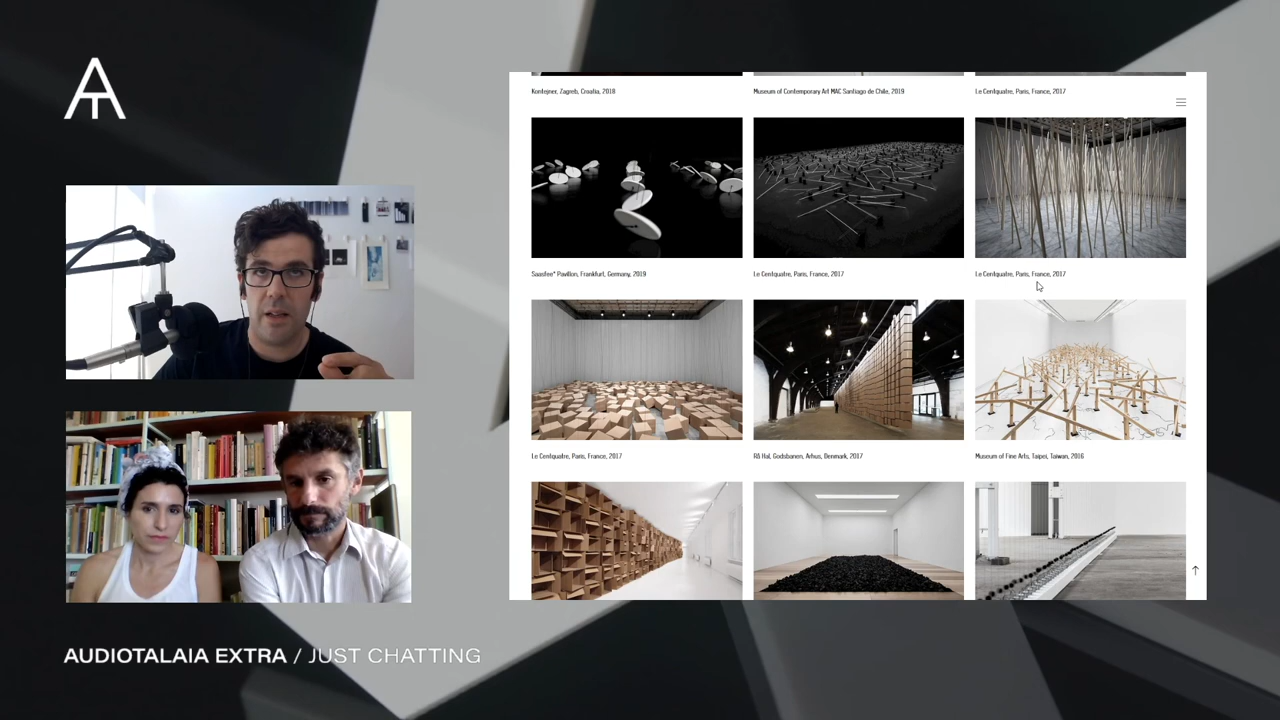 AT
Kontejner, Zagreb, Croatia, 2018
Museum of Contemporary Art MAC Santiago de Chile, 2019
Le Centquatre, Paris, France, 2017
Saasfee* Pavillon, Frankfurt, Germany, 2019
Le Centquatre, Paris, France, 2017
Le Centquatre, Paris, France, 2017
Le Centquatre, Paris, France, 2017
Rå Hal, Godsbanen, Arhus, Denmark, 2017
Museum of Fine Arts, Taipei, Taiwan, 2016
AUDIOTALAIA EXTRA / JUST CHATTING